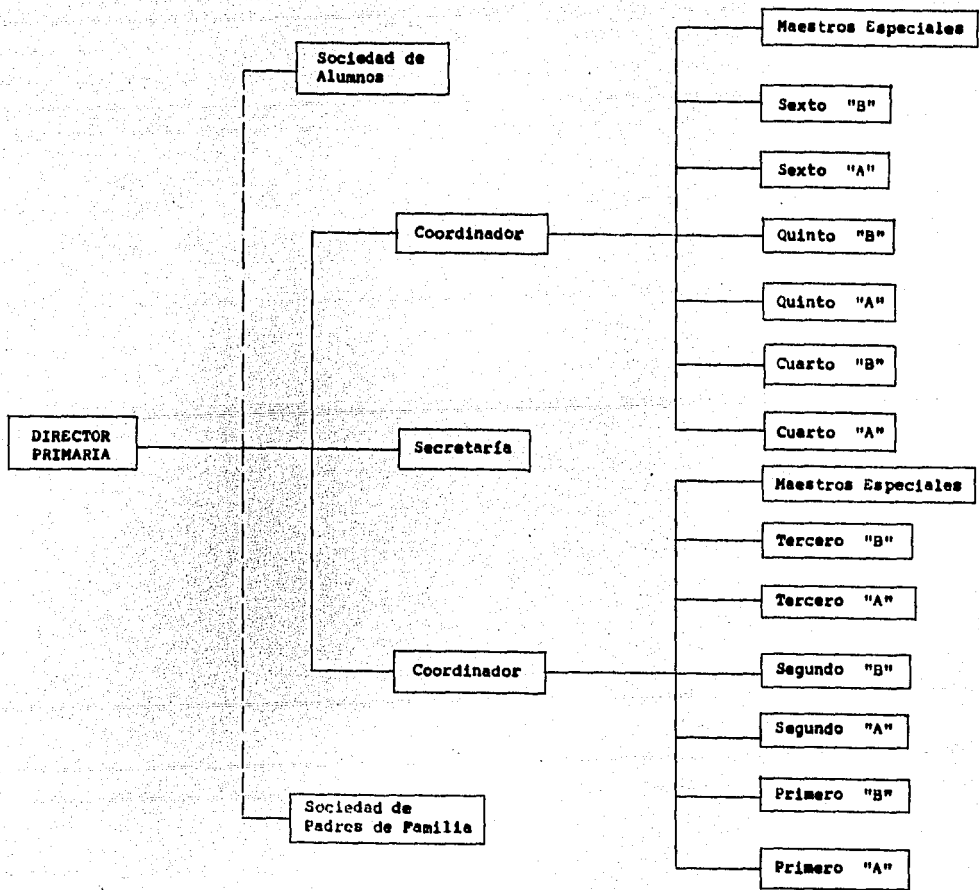 Maestros Especiales
Sociedad de
Alumnos
Sexto "B"
Sexto "A"
Coordinador
Quinto "B"
Quinto "A"
Cuarto "B"
DIRECTOR
PRIMARIA
Secretaría
Cuarto "A"
Maestros Especiales
Tercero "B"
Tercero "A"
Coordinador
Segundo "B"
Segundo "A"
Sociedad de
Padres de Familia
Primero "B"
Primero "A"